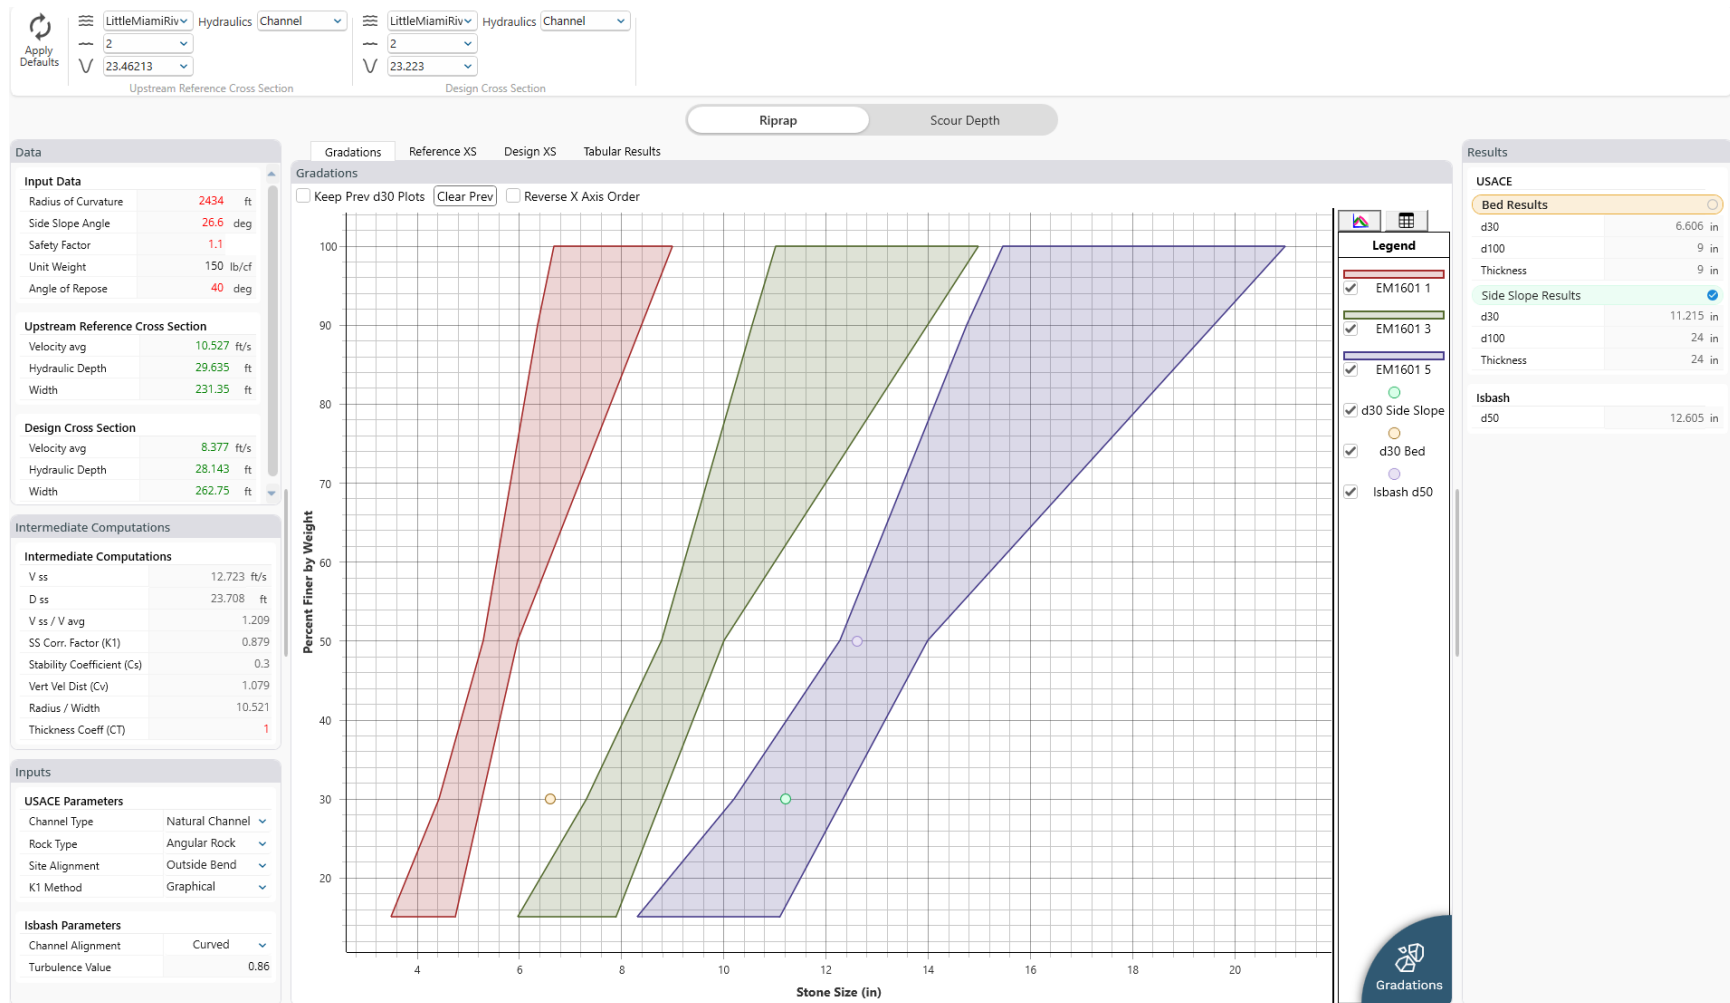 Apply
Defaults
LittleMiamiRiv Hydraulics Channel
2
23.46213
Upstream Reference Cross Section
LittleMiamiRiv Hydraulics Channel
2
23.223
Design Cross Section
Riprap Scour Depth
Data
Input Data
Radius of Curvature 2434 ft
Side Slope Angle 26.6 deg
Safety Factor 1.1
Unit Weight 150 lb/cf
Angle of Repose 40 deg
Upstream Reference Cross Section
Velocity avg 10.527 ft/s
Hydraulic Depth 29.635 ft
Width 231.35 ft
Design Cross Section
Velocity avg 8.377 ft/s
Hydraulic Depth 28.143 ft
Width 262.75 ft
Intermediate Computations
Intermediate Computations
V ss 12.723 ft/s
D ss 23.708 ft
V ss / V avg 1.209
SS Corr. Factor (K1) 0.879
Stability Coefficient (Cs) 0.3
Vert Vel Dist (Cv) 1.079
Radius / Width 10.521
Thickness Coeff (CT) 1
Inputs
USACE Parameters
Channel Type Natural Channel
Rock Type Angular Rock
Site Alignment Outside Bend
K1 Method Graphical
Isbash Parameters
Channel Alignment Curved
Turbulence Value 0.86
Gradations Reference XS Design XS Tabular Results
Gradations
Keep Prev d30 Plots Clear Prev Reverse X Axis Order
Percent Finer by Weight
100
90
80
70
60
50
40
30
20
4 6 8 10 12 14 16 18 20
Stone Size (in)
Legend
EM1601 1
EM1601 3
EM1601 5
d30 Side Slope
d30 Bed
Isbash d50
Gradations
Results
USACE
Bed Results
d30 6.606 in
d100 9 in
Thickness 9 in
Side Slope Results
d30 11.215 in
d100 24 in
Thickness 24 in
Isbash
d50 12.605 in